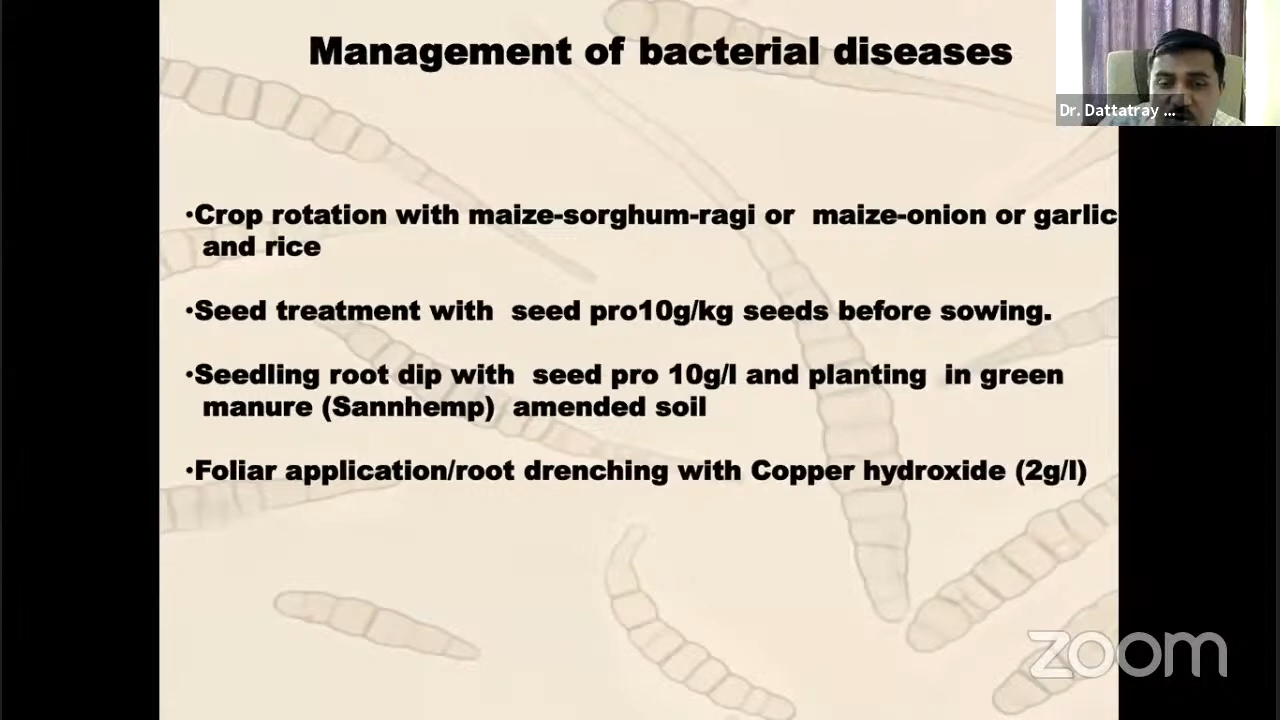 Management of bacterial diseases
Dr. Dattatray ...
•Crop rotation with maize-sorghum-ragi or maize-onion or garlic
and rice
•Seed treatment with seed pro10g/kg seeds before sowing.
•Seedling root dip with seed pro 10g/l and planting in green
manure (Sannhemp) amended soil
•Foliar application/root drenching with Copper hydroxide (2g/l)
zoom